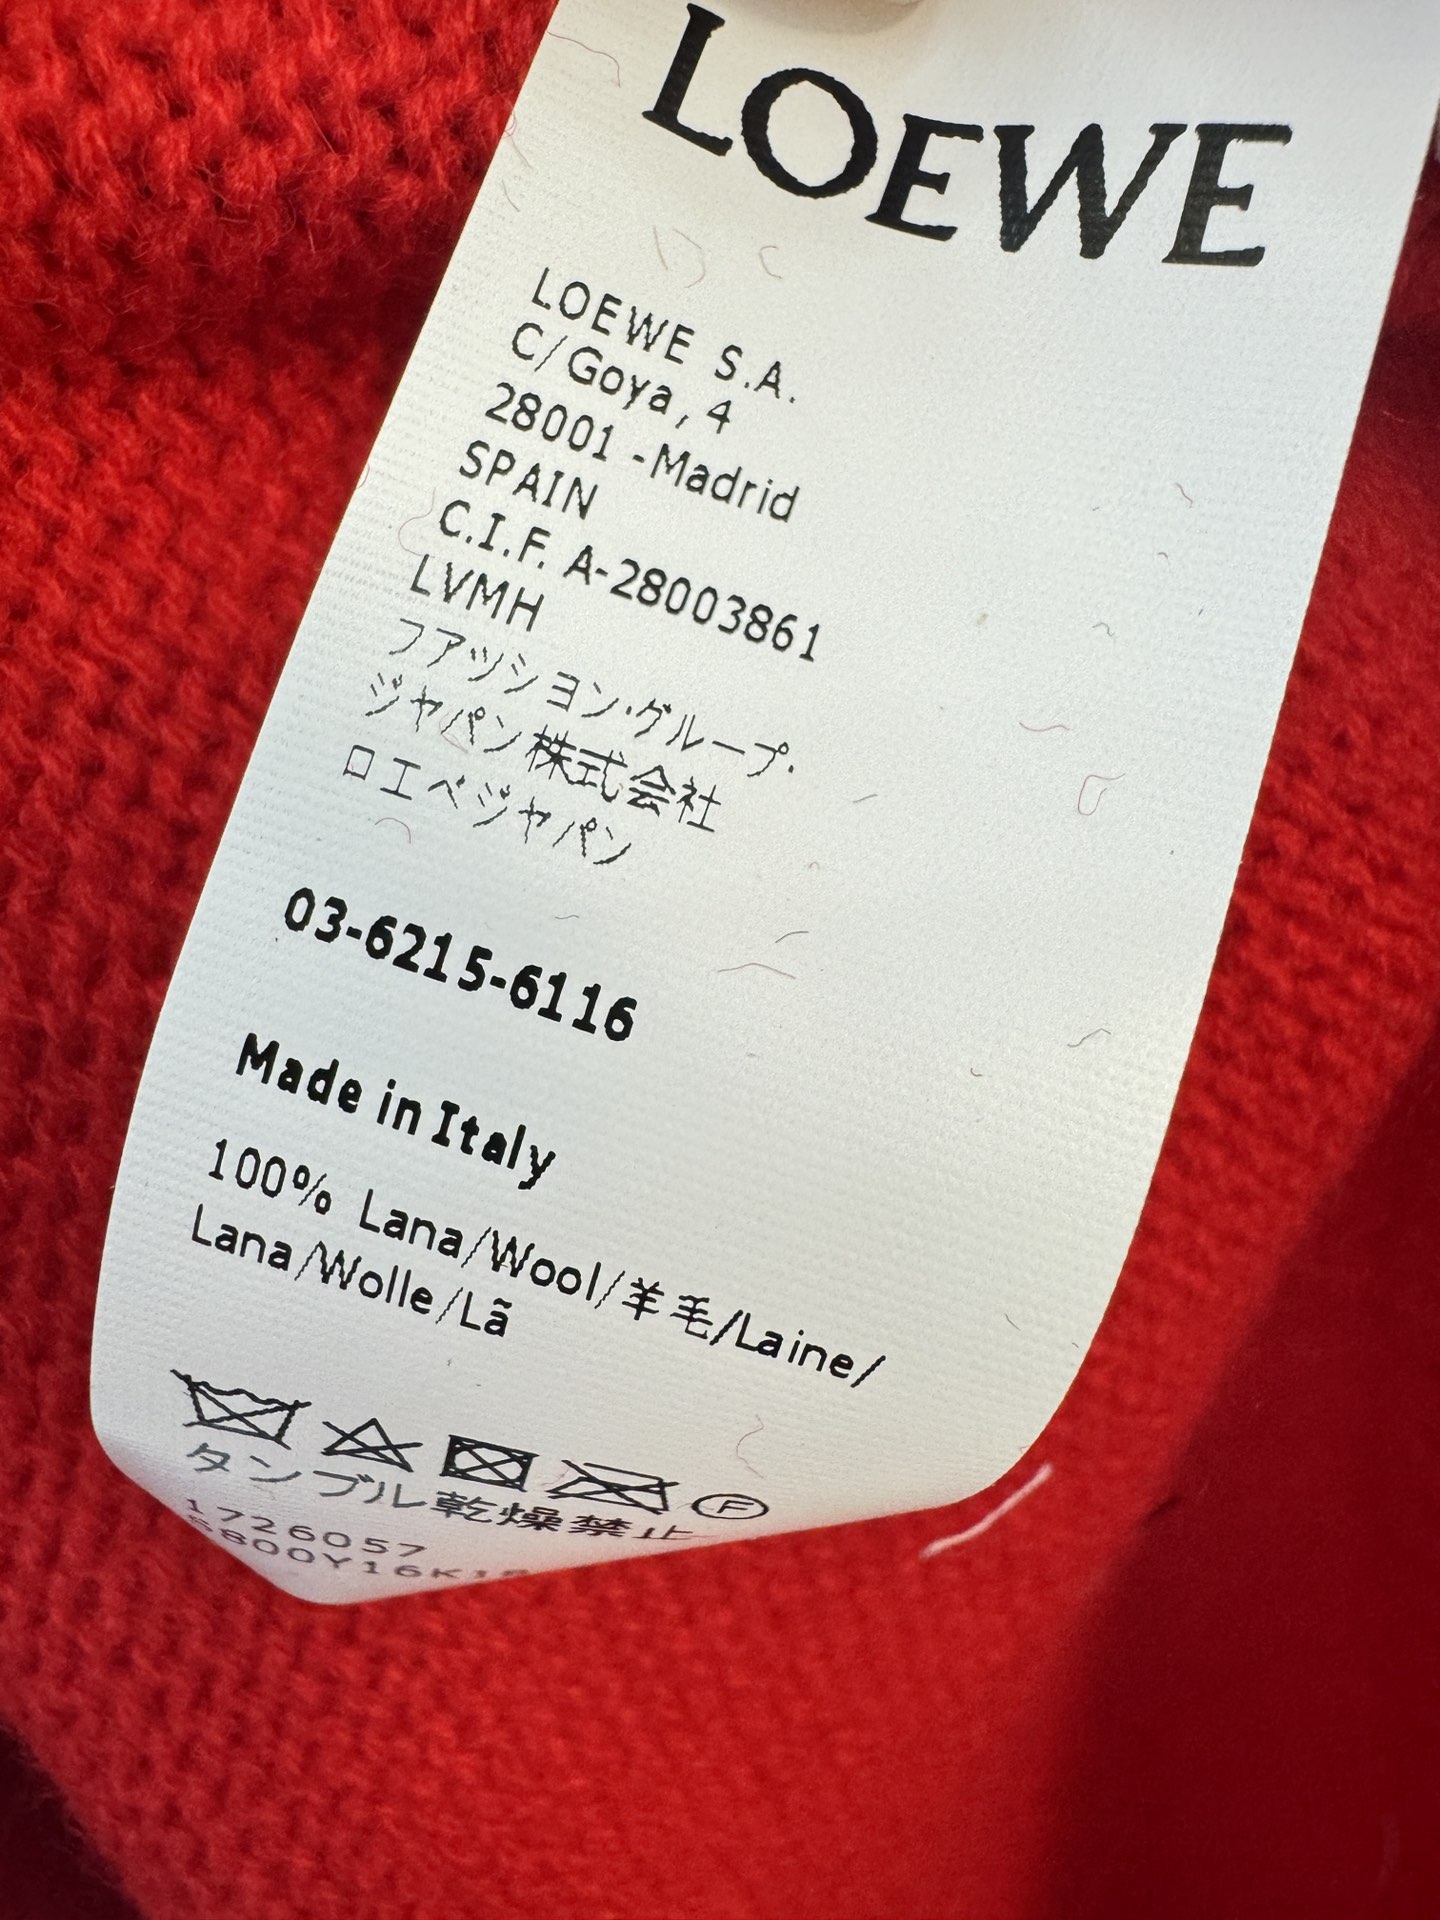 LOEWE
LOEWE S.A.
C/Goya, 4
28001 - Madrid
SPAIN
C.I.F. A-28003861
LVMH
ファッション・グループ・
ジャパン株式会社
ロエベジャパン
03-6215-6116
Made in Italy
100% Lana/Wool/羊毛/Laine/
Lana/Wolle/Lã
F
タンブル乾燥禁止
1726057